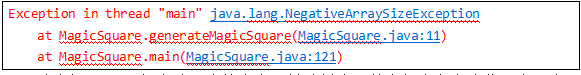 Exception in thread "main" java.lang.NegativeArraySizeException
at MagicSquare.generateMagicSquare(MagicSquare.java:11)
at MagicSquare.main(MagicSquare.java:121)